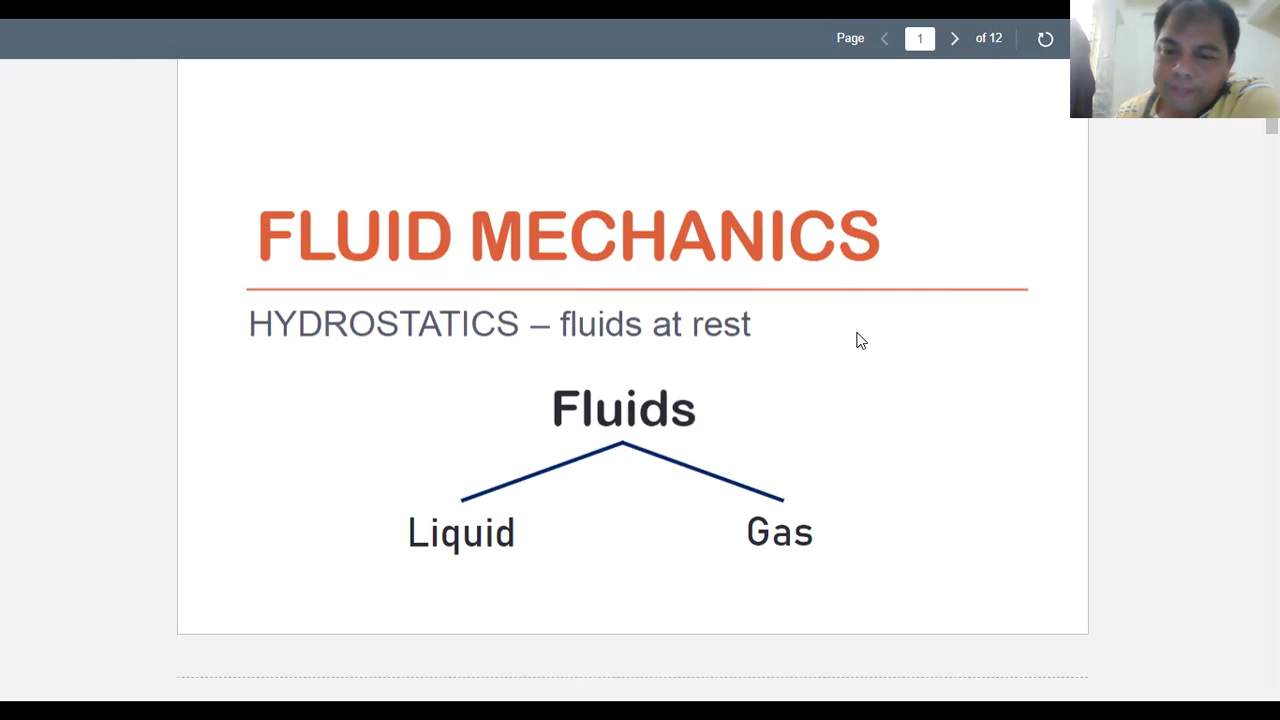 Page 1 of 12
FLUID MECHANICS
HYDROSTATICS – fluids at rest
Fluids
Liquid Gas